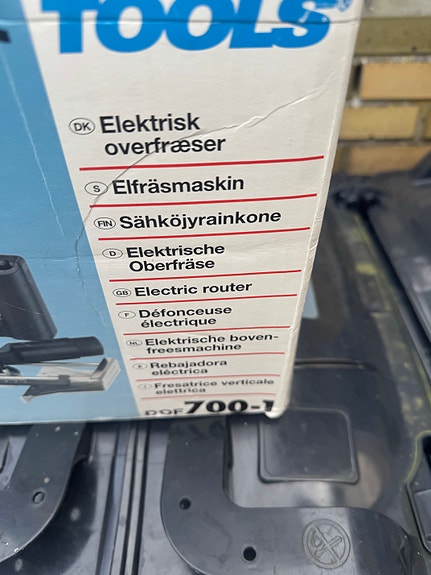 TOOLS®
DK Elektrisk
overfræser
S Elfräsmaskin
FIN Sähköjyrainkone
D Elektrische
Oberfräse
GB Electric router
F Défonceuse
électrique
NL Elektrische boven-
freesmachine
E Rebajadora
eléctrica
I Fresatrice verticale
elettrica
700-1